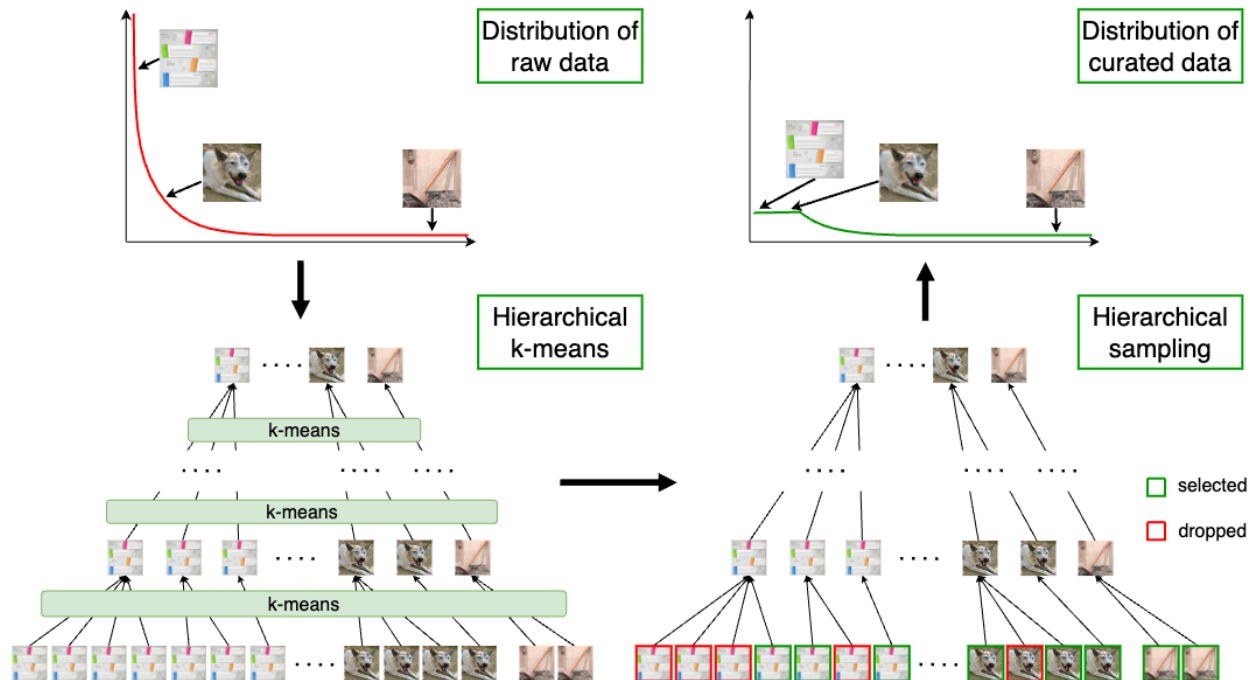 Distribution of
raw data
Distribution of
curated data
Hierarchical
k-means
Hierarchical
sampling
k-means
k-means
k-means
selected
dropped